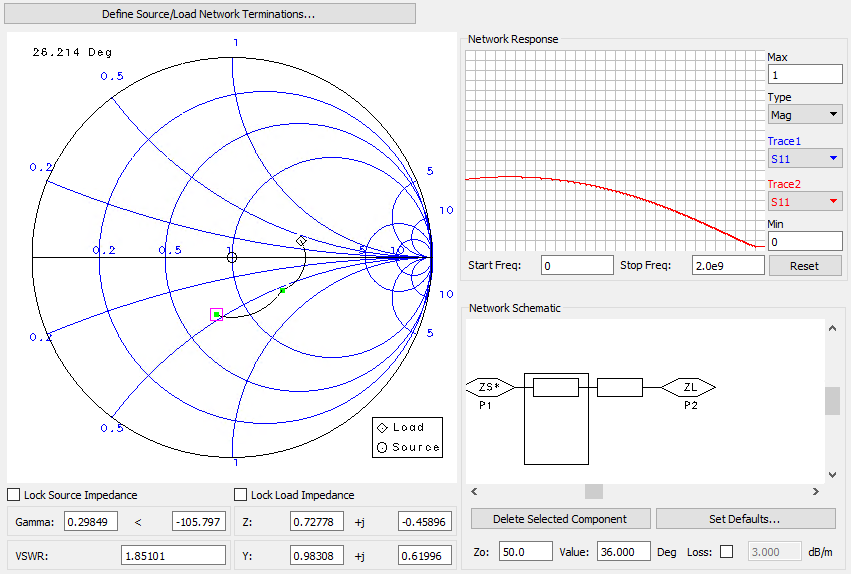 Define Source/Load Network Terminations...
26.214 Deg
1
0.5
0.2
5
10
0.2
0.5
1
5
10
10
0.2
5
0.5
1
Load
Source
Lock Source Impedance
Lock Load Impedance
Gamma: 0.29849 < -105.797
Z: 0.72778 +j -0.45896
VSWR: 1.85101
Y: 0.98308 +j 0.61996
Network Response
Max
1
Type
Mag
Trace1
S11
Trace2
S11
Min
0
Start Freq: 0 Stop Freq: 2.0e9 Reset
Network Schematic
ZS* ZL
P1 P2
Delete Selected Component Set Defaults...
Zo: 50.0 Value: 36.000 Deg Loss: 3.000 dB/m